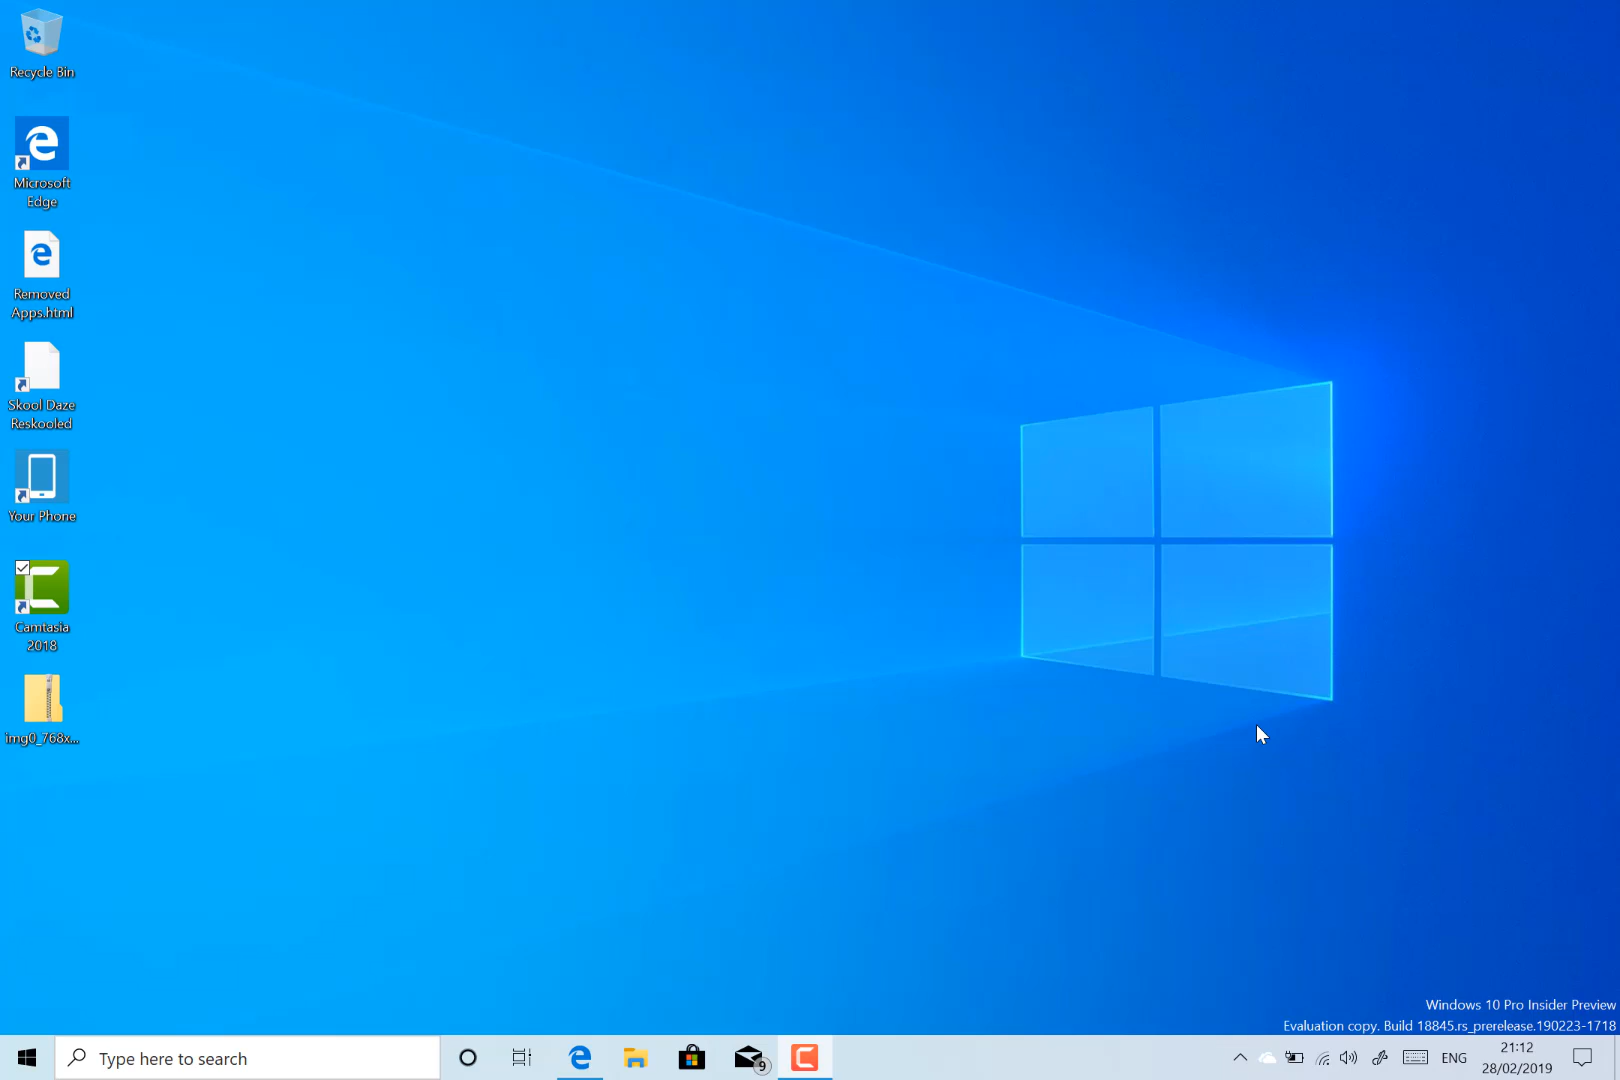 Recycle Bin
Microsoft
Edge
Removed
Apps.html
Skool Daze
Reskooled
Your Phone
Camtasia
2018
img0_768x...
Windows 10 Pro Insider Preview
Evaluation copy. Build 18845.rs_prerelease.190223-1718
Type here to search
9
ENG
21:12
28/02/2019